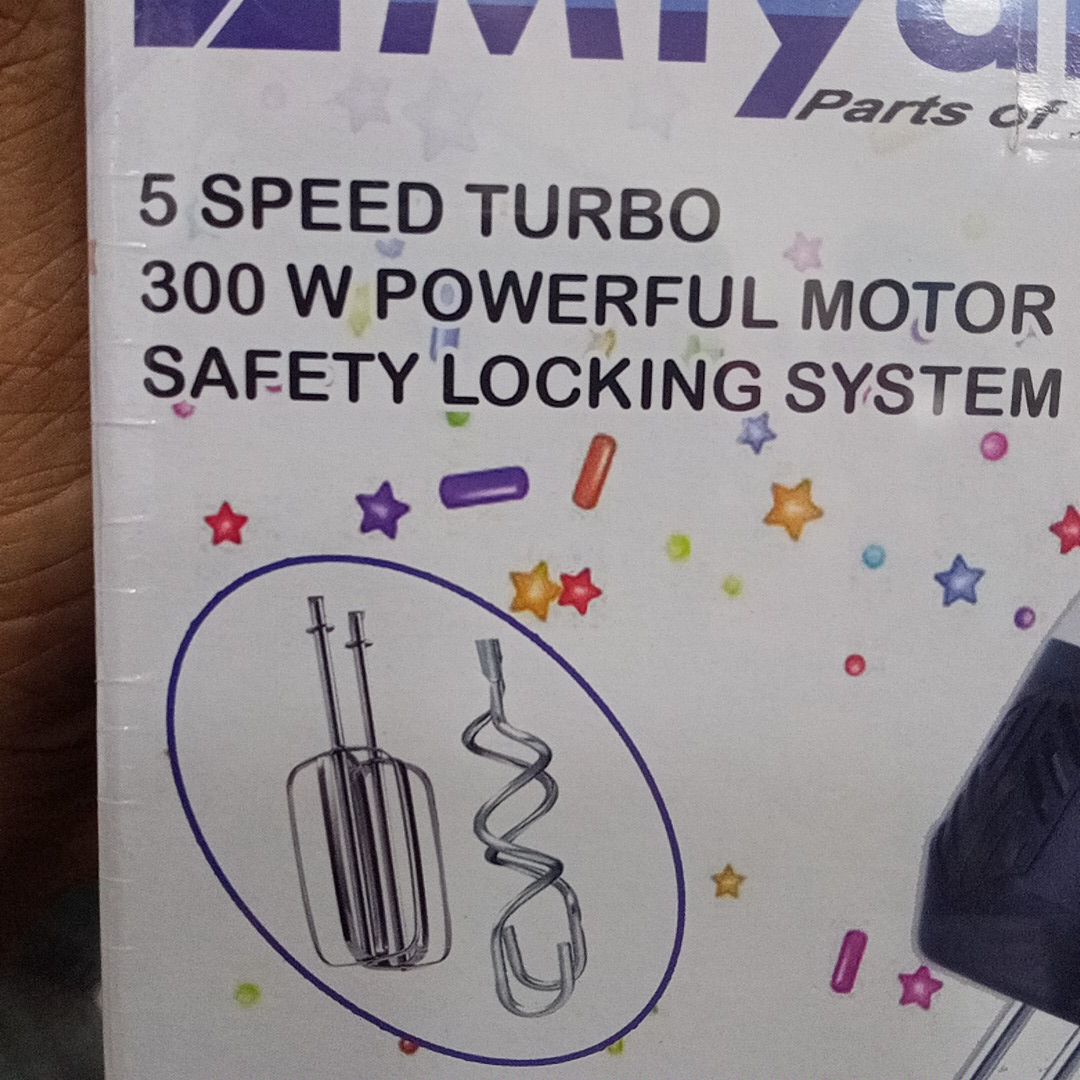 Parts of
5 SPEED TURBO
300 W POWERFUL MOTOR
SAFETY LOCKING SYSTEM